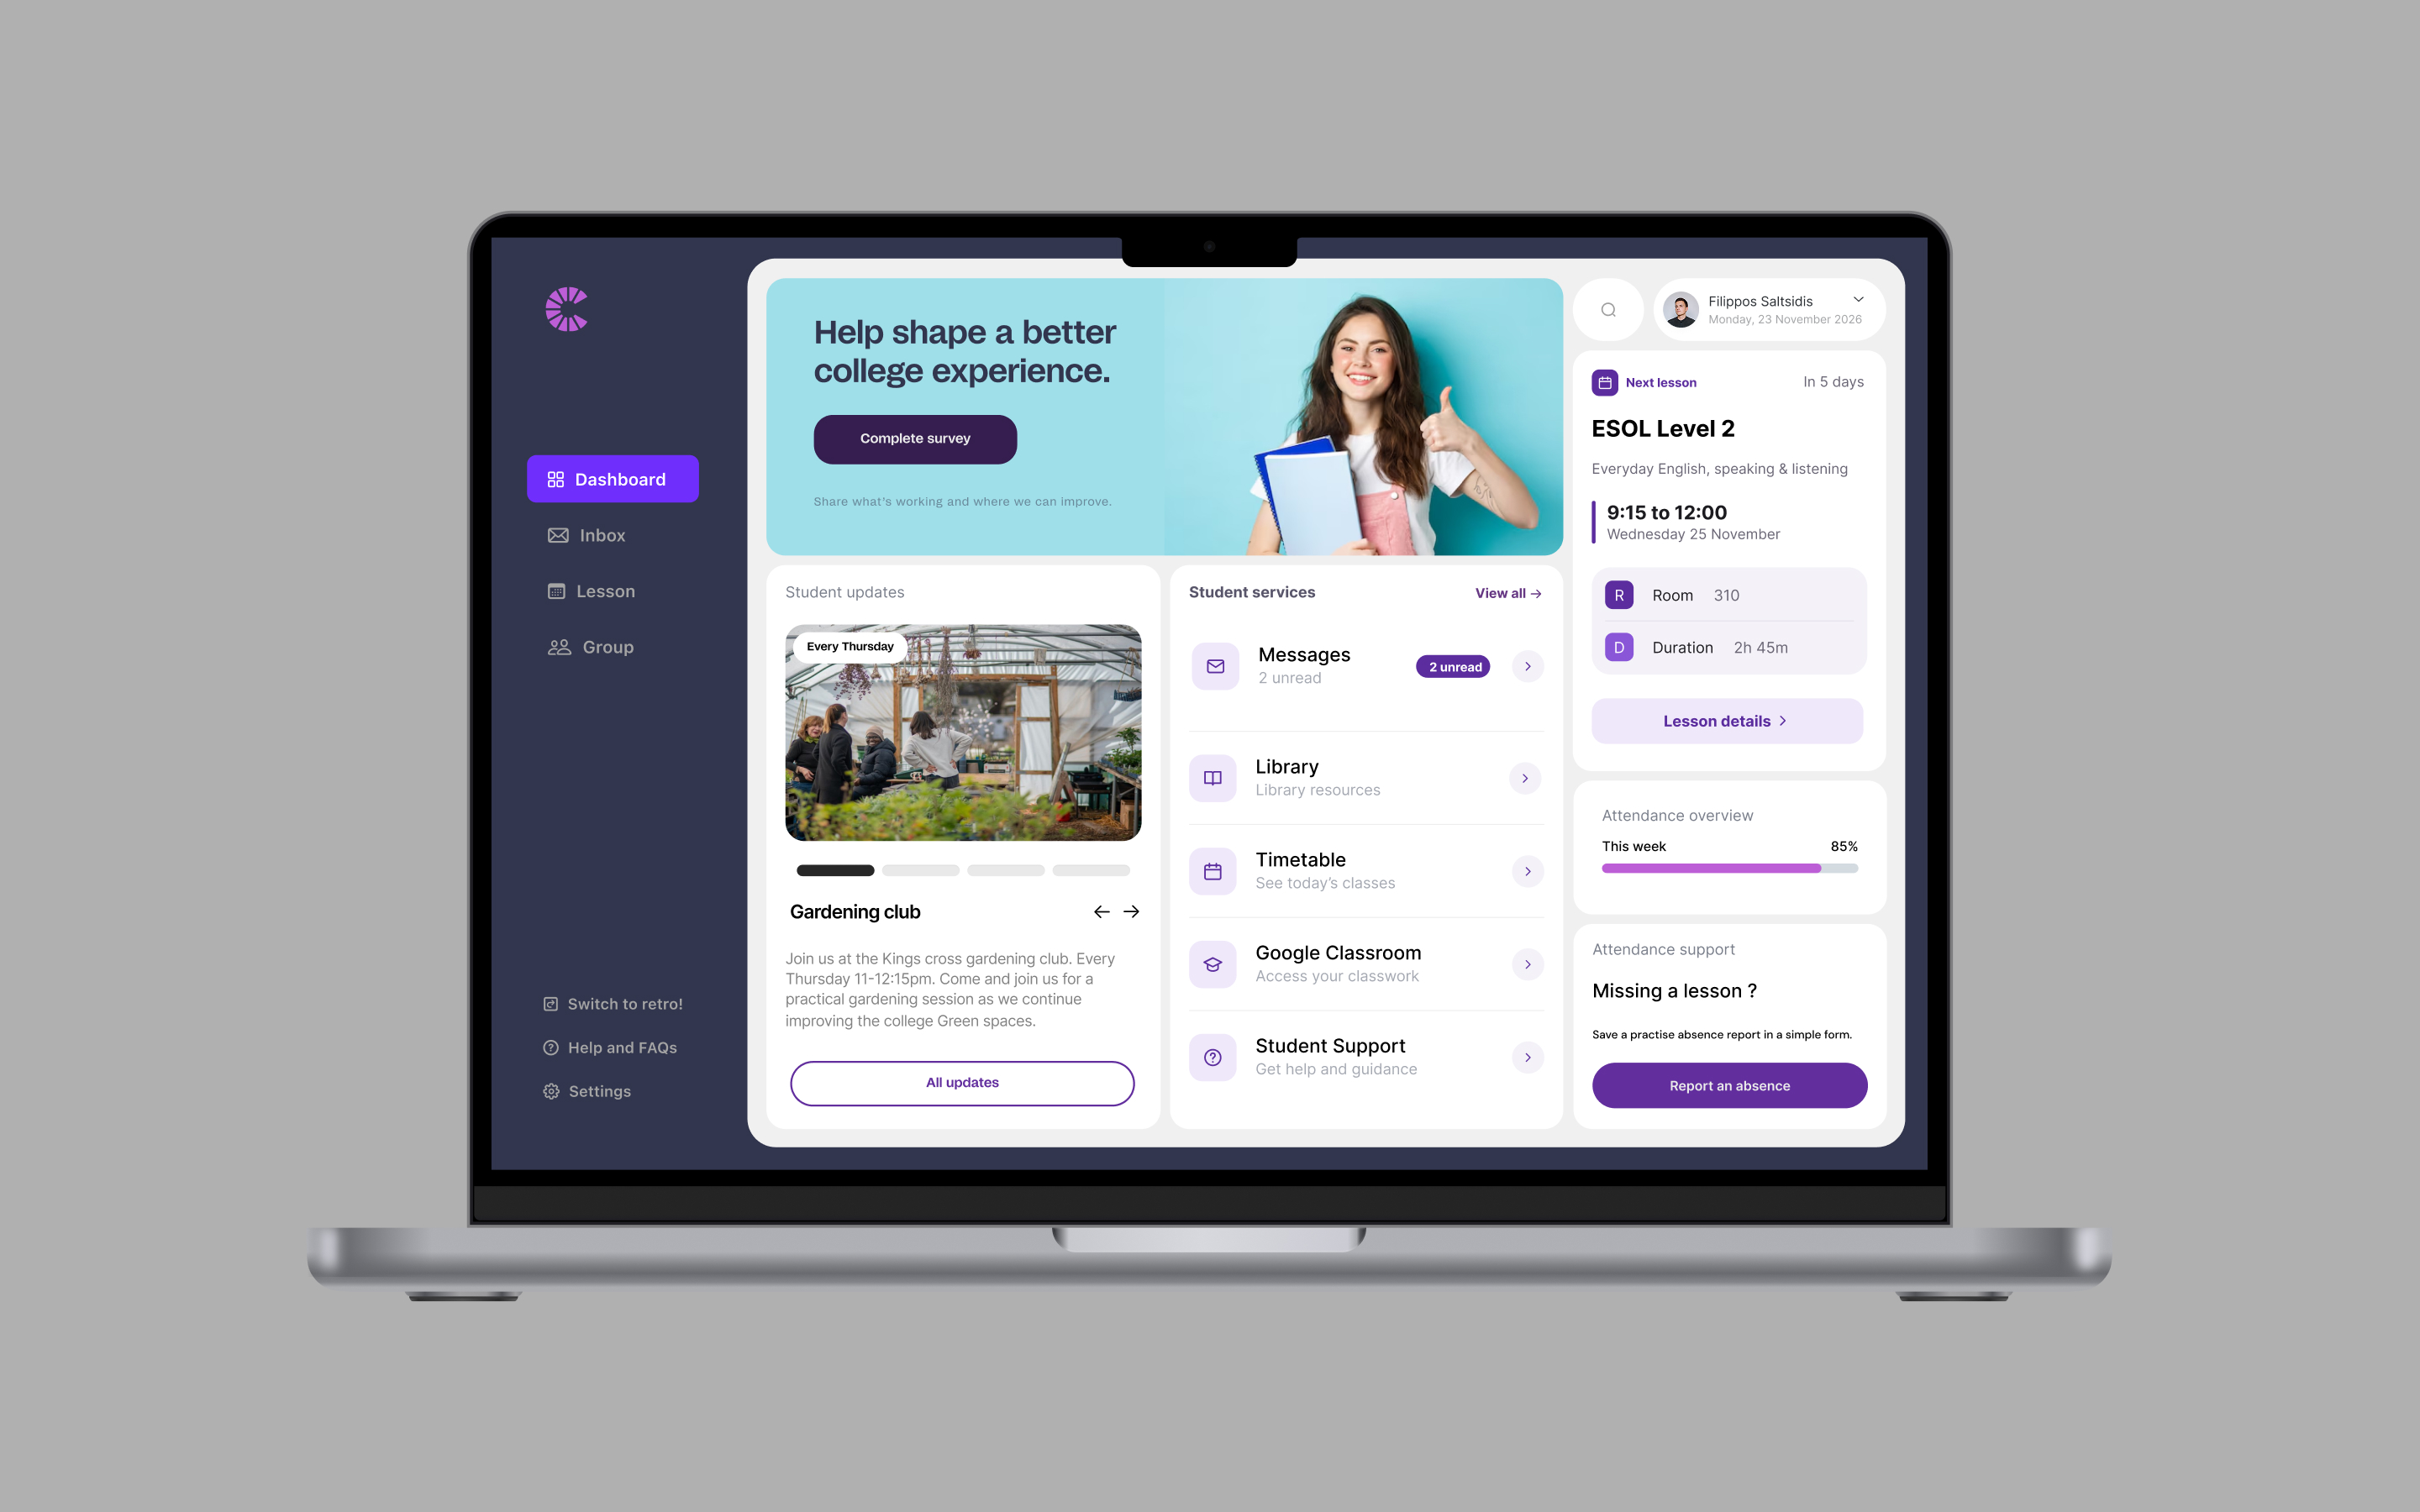 Dashboard
Inbox
Lesson
Group
Switch to retro!
Help and FAQs
Settings
Help shape a better
college experience.
Complete survey
Share what's working and where we can improve.
Student updates
Every Thursday
Gardening club
Join us at the Kings cross gardening club. Every
Thursday 11-12:15pm. Come and join us for a
practical gardening session as we continue
improving the college Green spaces.
All updates
Student services
View all
Messages
2 unread
2 unread
Library
Library resources
Timetable
See today's classes
Google Classroom
Access your classwork
Student Support
Get help and guidance
Filippos Saltsidis
Monday, 23 November 2026
Next lesson
In 5 days
ESOL Level 2
Everyday English, speaking & listening
9:15 to 12:00
Wednesday 25 November
R Room 310
D Duration 2h 45m
Lesson details
Attendance overview
This week 85%
Attendance support
Missing a lesson ?
Save a practise absence report in a simple form.
Report an absence